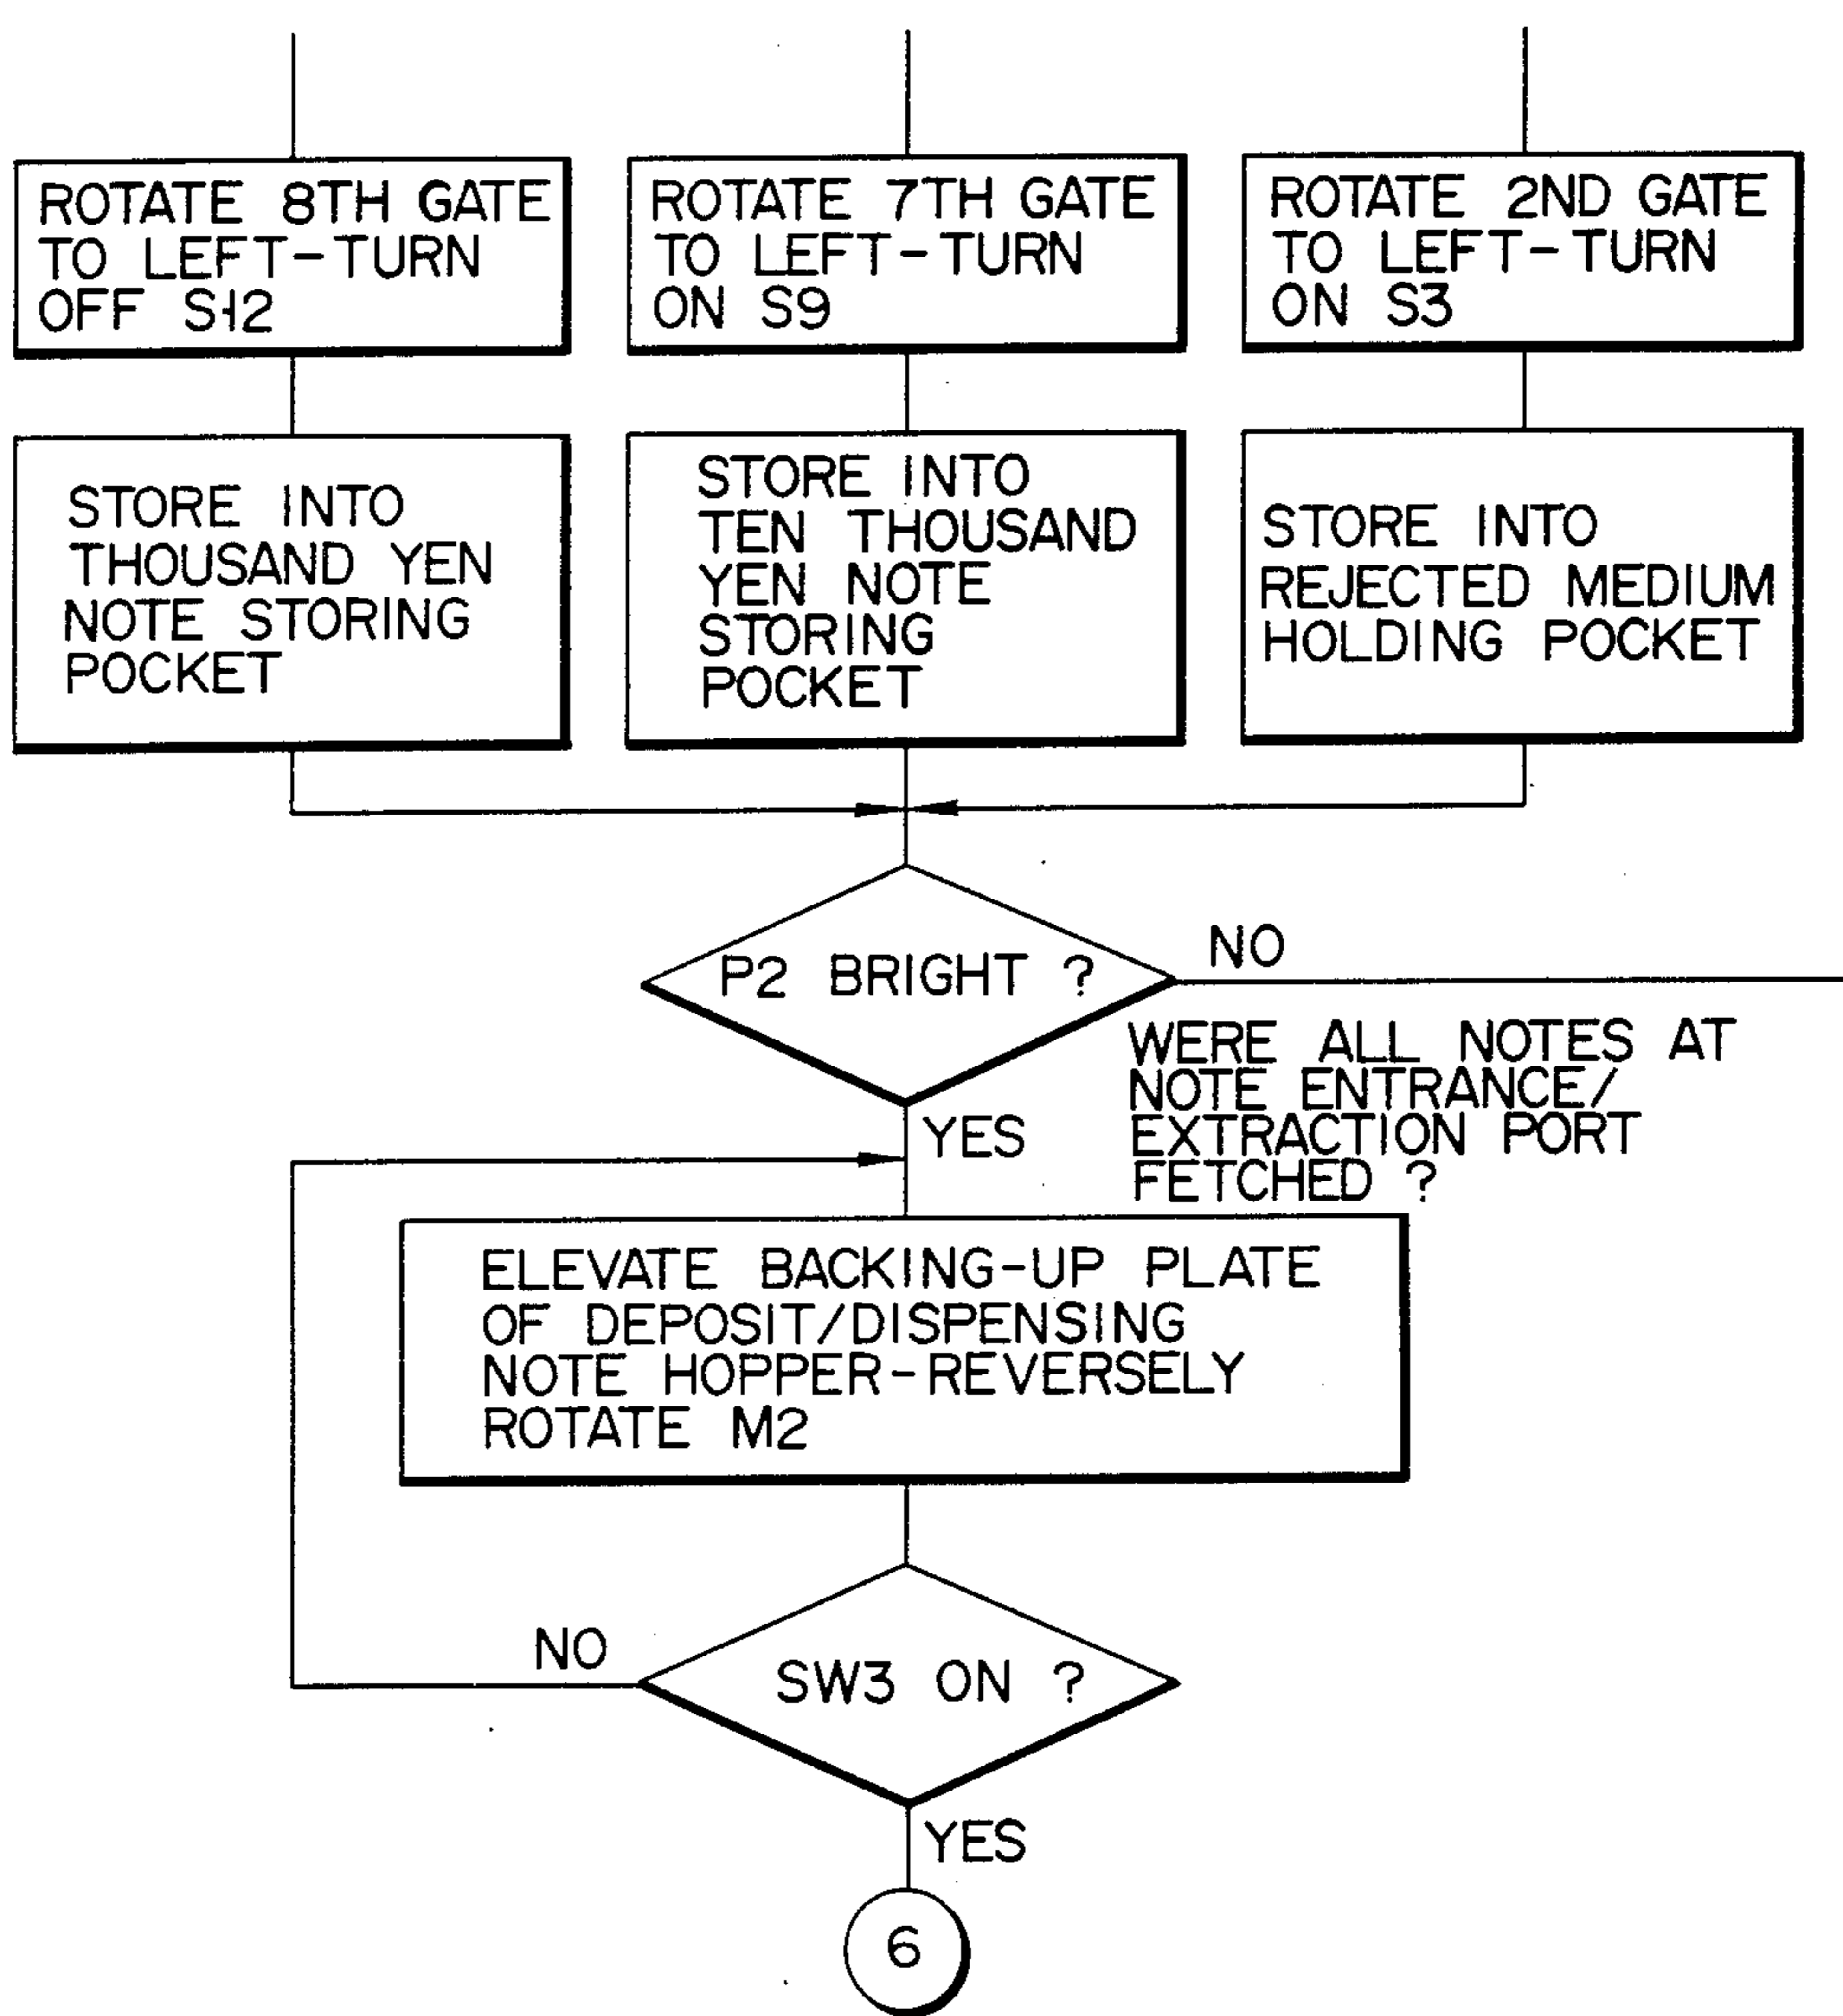 ROTATE 8TH GATE
TO LEFT-TURN
OFF S12
ROTATE 7TH GATE
TO LEFT-TURN
ON S9
ROTATE 2ND GATE
TO LEFT-TURN
ON S3
STORE INTO
THOUSAND YEN
NOTE STORING
POCKET
STORE INTO
TEN THOUSAND
YEN NOTE
STORING
POCKET
STORE INTO
REJECTED MEDIUM
HOLDING POCKET
P2 BRIGHT ?
NO
WERE ALL NOTES AT
NOTE ENTRANCE/
EXTRACTION PORT
FETCHED ?
YES
ELEVATE BACKING-UP PLATE
OF DEPOSIT/DISPENSING
NOTE HOPPER-REVERSELY
ROTATE M2
NO
SW3 ON ?
YES
6